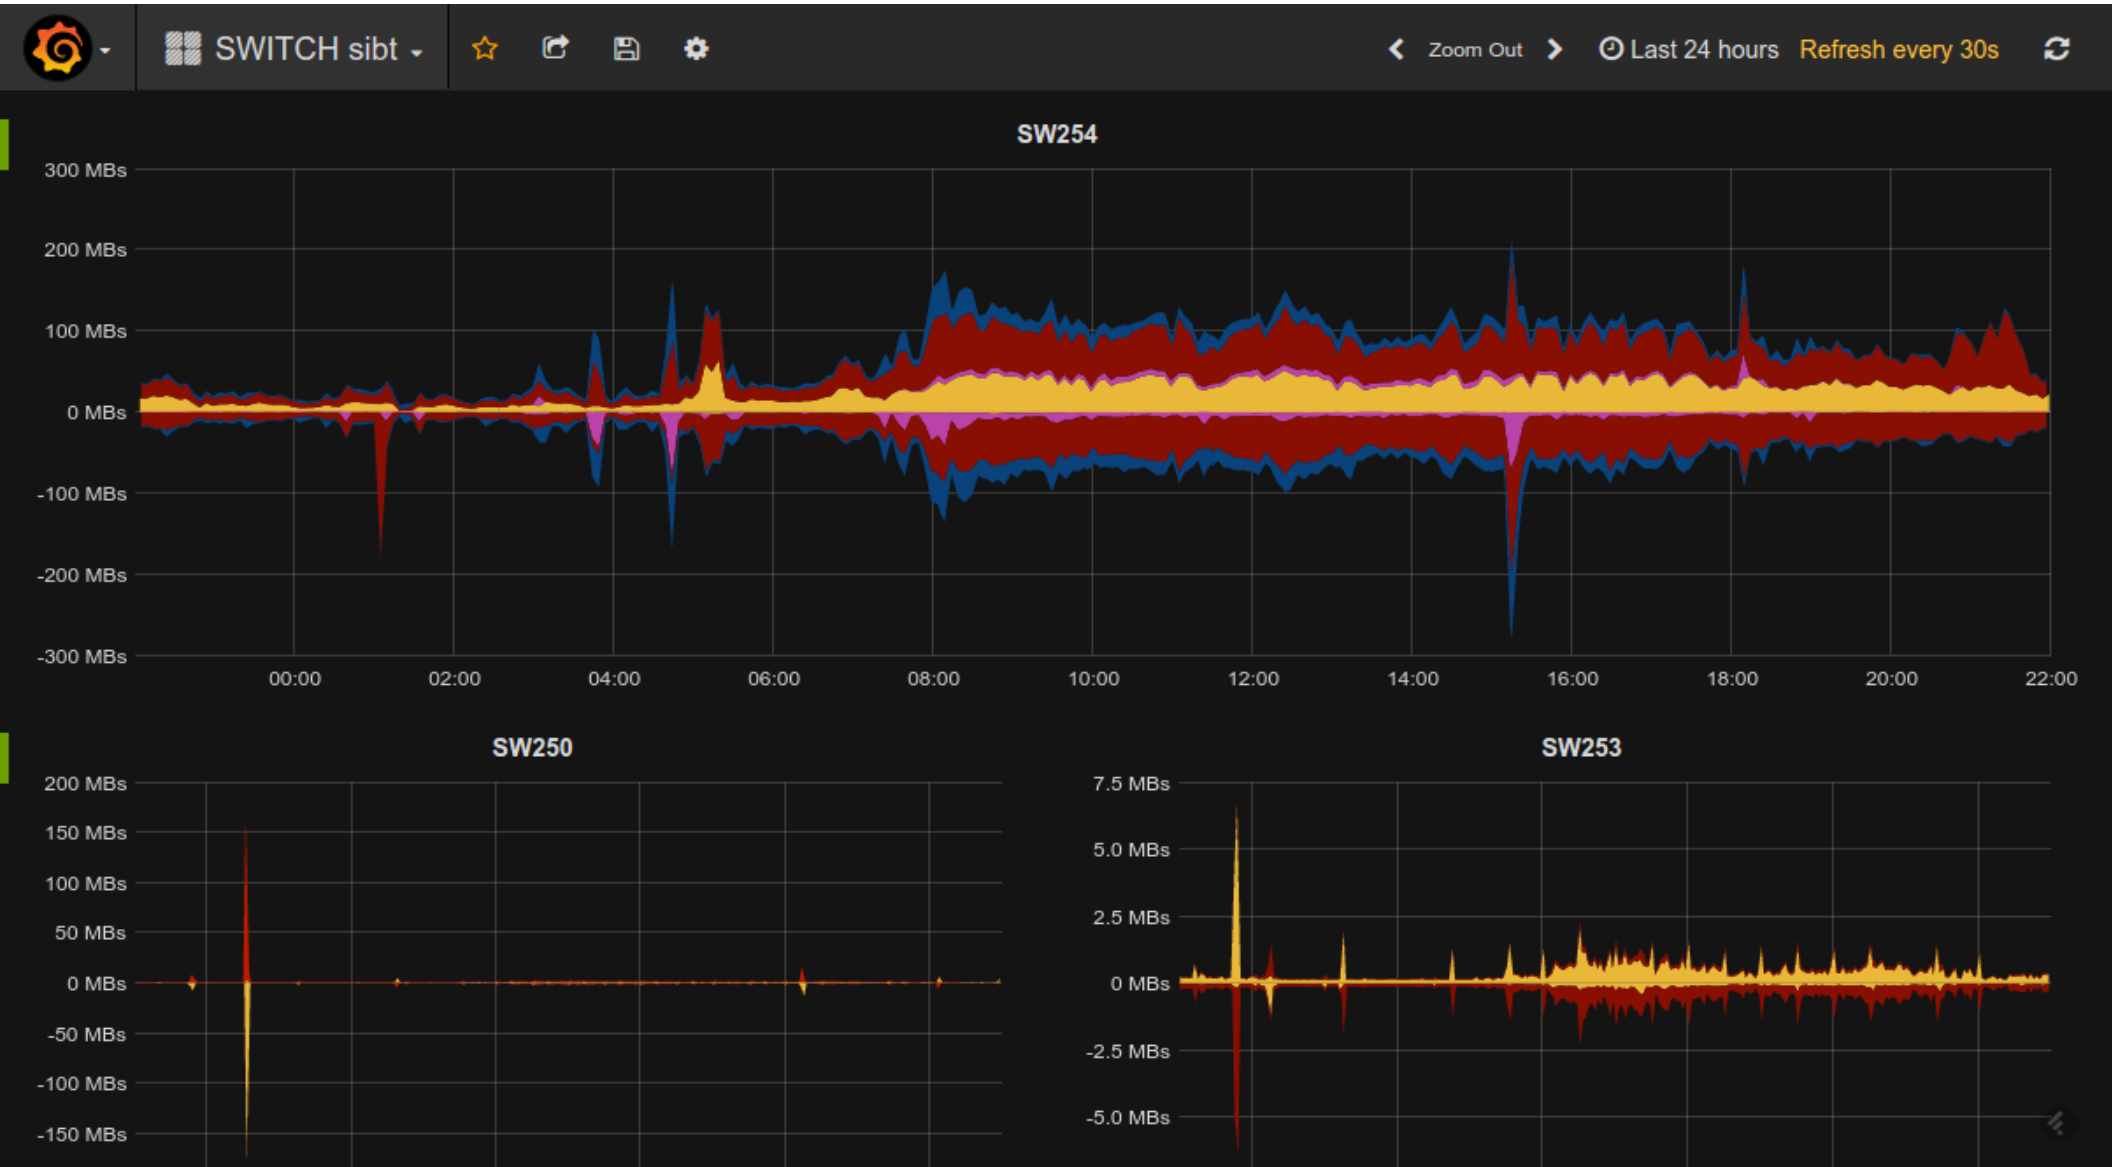 SWITCH sibt
Zoom Out
Last 24 hours Refresh every 30s
SW254
300 MBs
200 MBs
100 MBs
0 MBs
-100 MBs
-200 MBs
-300 MBs
00:00 02:00 04:00 06:00 08:00 10:00 12:00 14:00 16:00 18:00 20:00 22:00
SW250
200 MBs
150 MBs
100 MBs
50 MBs
0 MBs
-50 MBs
-100 MBs
-150 MBs
SW253
7.5 MBs
5.0 MBs
2.5 MBs
0 MBs
-2.5 MBs
-5.0 MBs